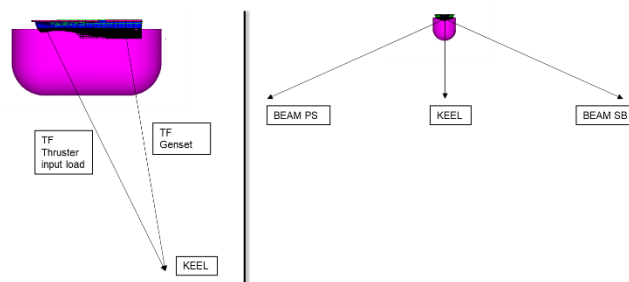 TF
Thruster
input load
TF
Genset
KEEL
BEAM PS
KEEL
BEAM SB